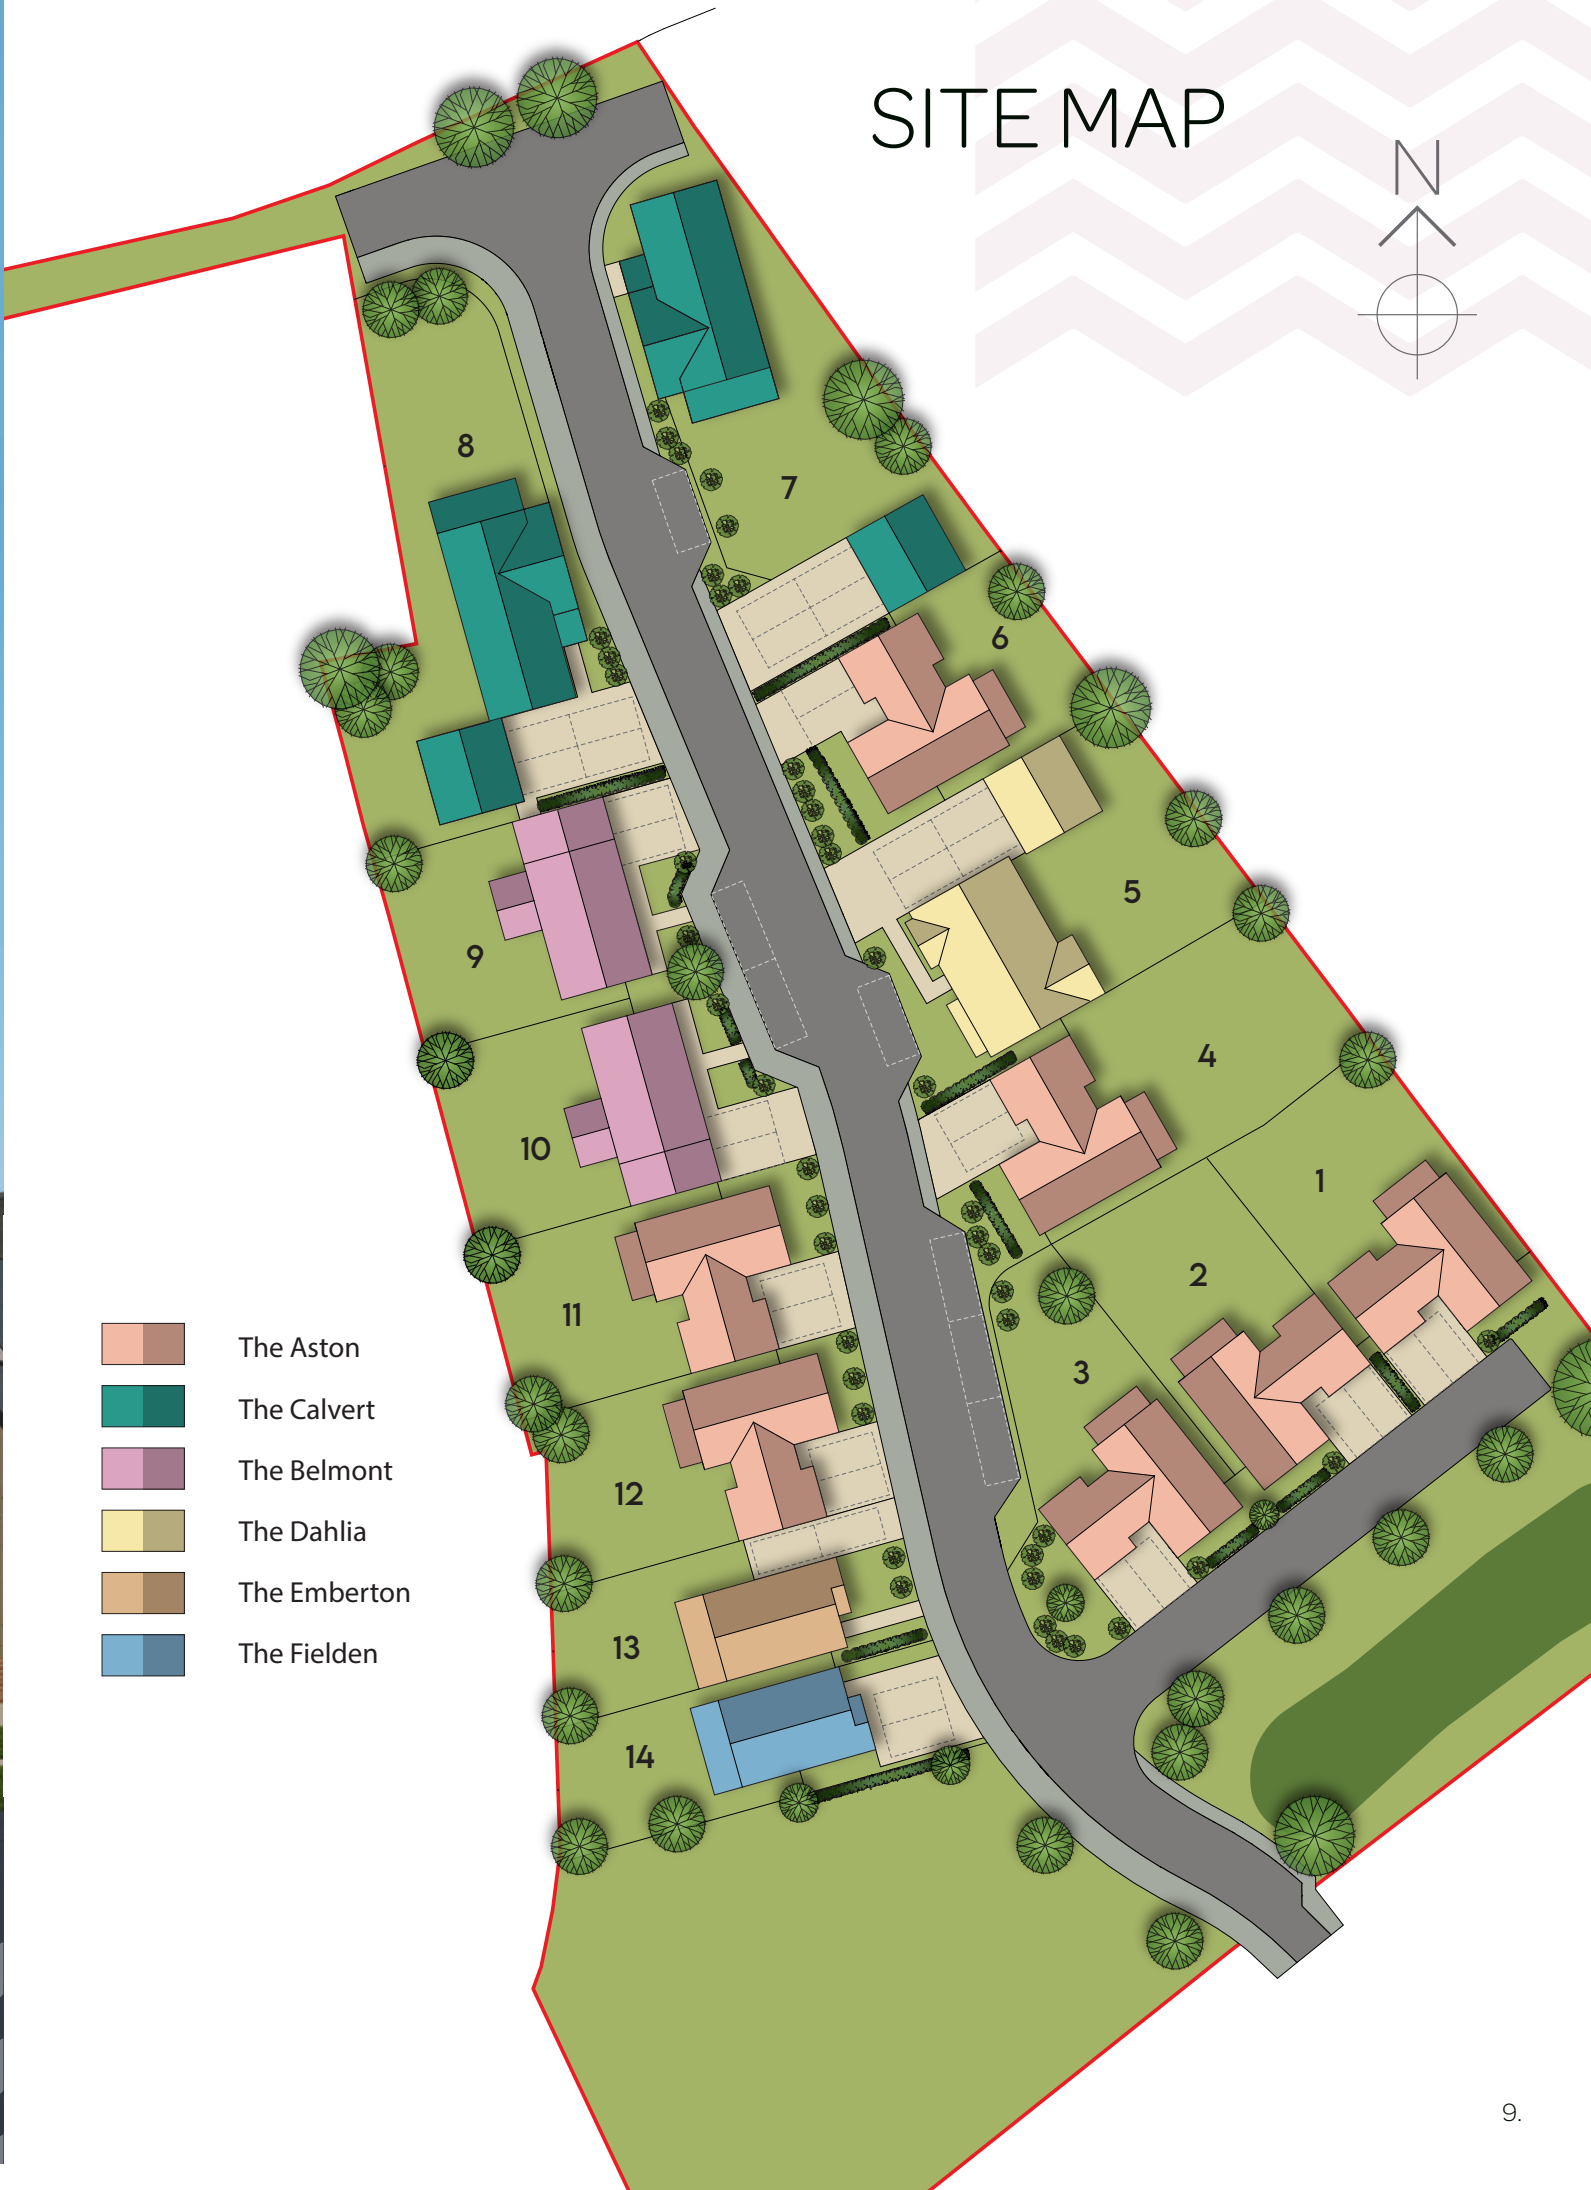 SITE MAP
N
8
7
6
5
9
4
10
1
2
11
3
12
13
14
The Aston
The Calvert
The Belmont
The Dahlia
The Emberton
The Fielden
9.